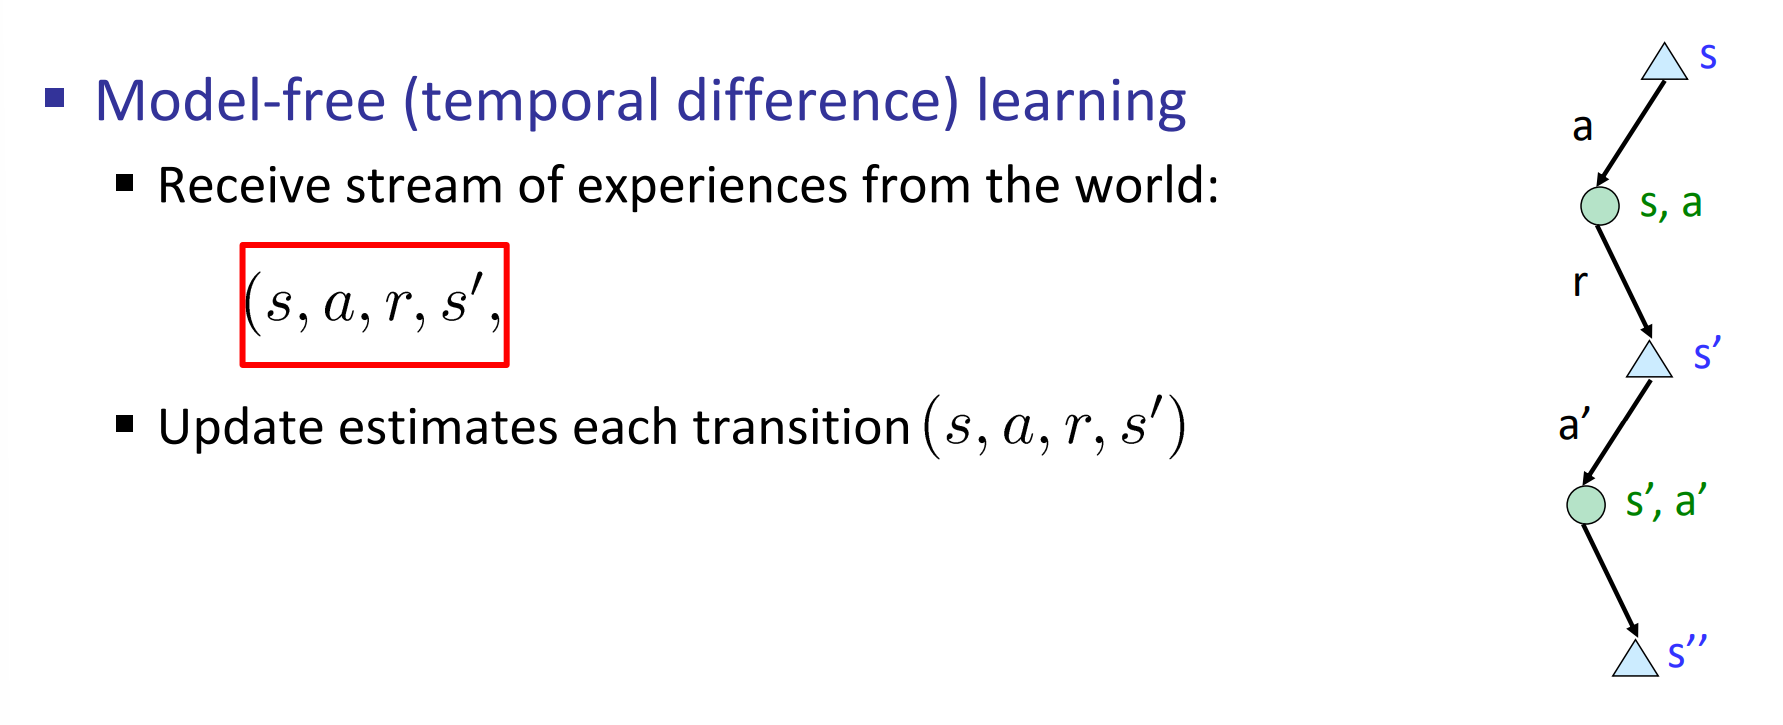 ▪ Model-free (temporal difference) learning
▪ Receive stream of experiences from the world:
(s, a, r, s′,
▪ Update estimates each transition (s, a, r, s′)
s
a
s, a
r
s’
a’
s’, a’
s’’